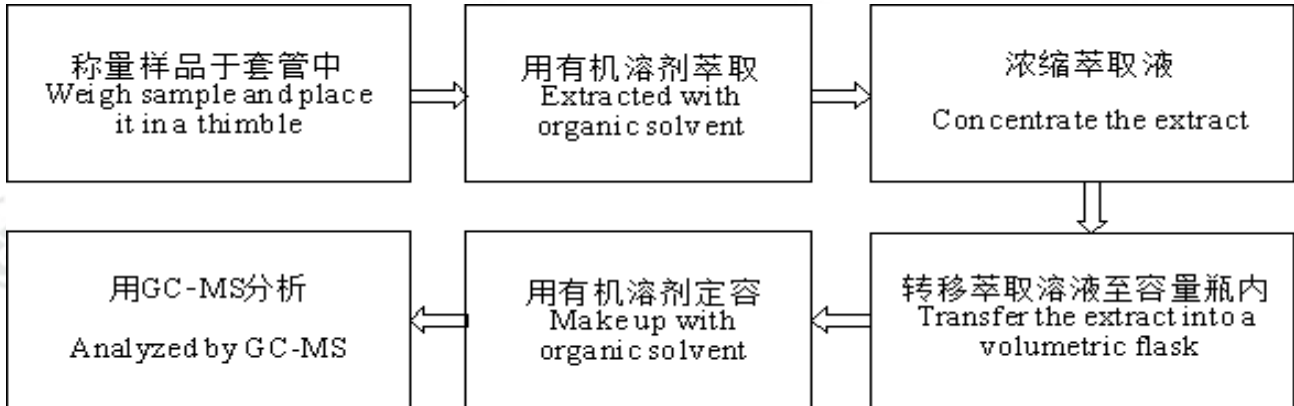 称量样品于套管中
Weigh sample and place
it in a thimble
用有机溶剂萃取
Extracted with
organic solvent
浓缩萃取液
Concentrate the extract
转移萃取溶液至容量瓶内
Transfer the extract into a
volumetric flask
用有机溶剂定容
Make up with
organic solvent
用GC-MS分析
Analyzed by GC-MS